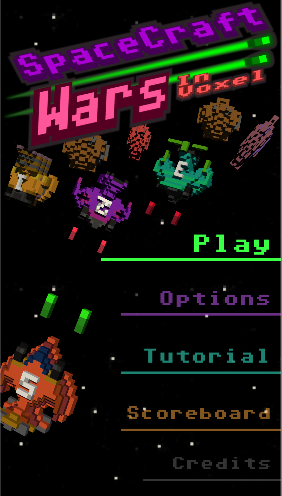 SpaceCraft
Wars
In
Voxel
I
Z
E
S
Play
Options
Tutorial
Storeboard
Credits